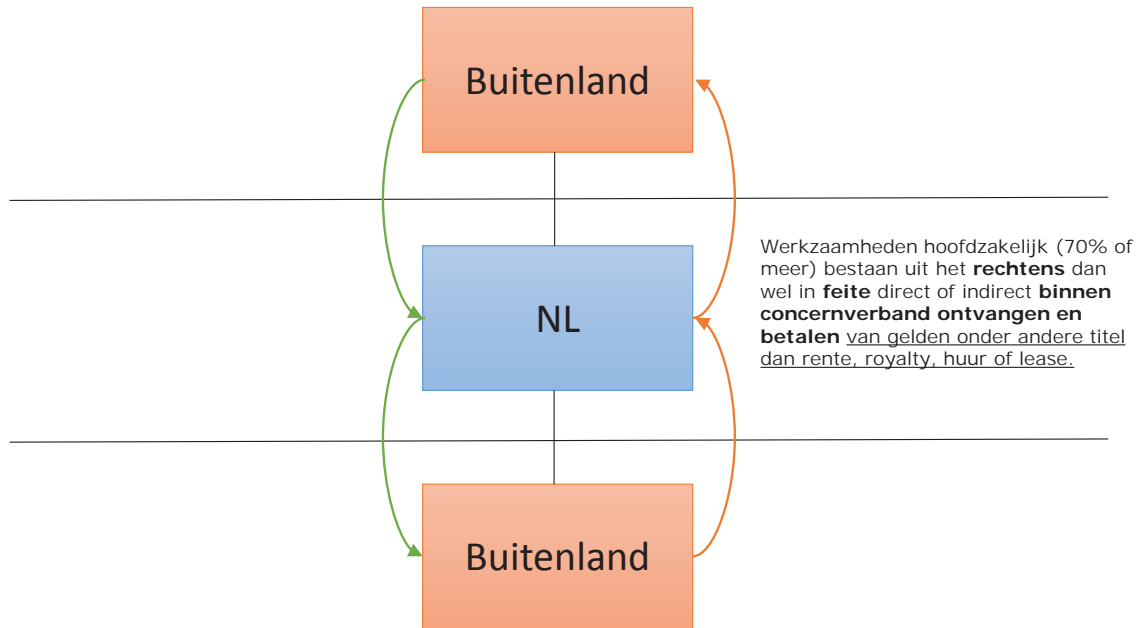 Buitenland
Werkzaamheden hoofdzakelijk (70% of
meer) bestaan uit het rechtens dan
wel in feite direct of indirect binnen
concernverband ontvangen en
betalen van gelden onder andere titel
dan rente, royalty, huur of lease.
NL
Buitenland